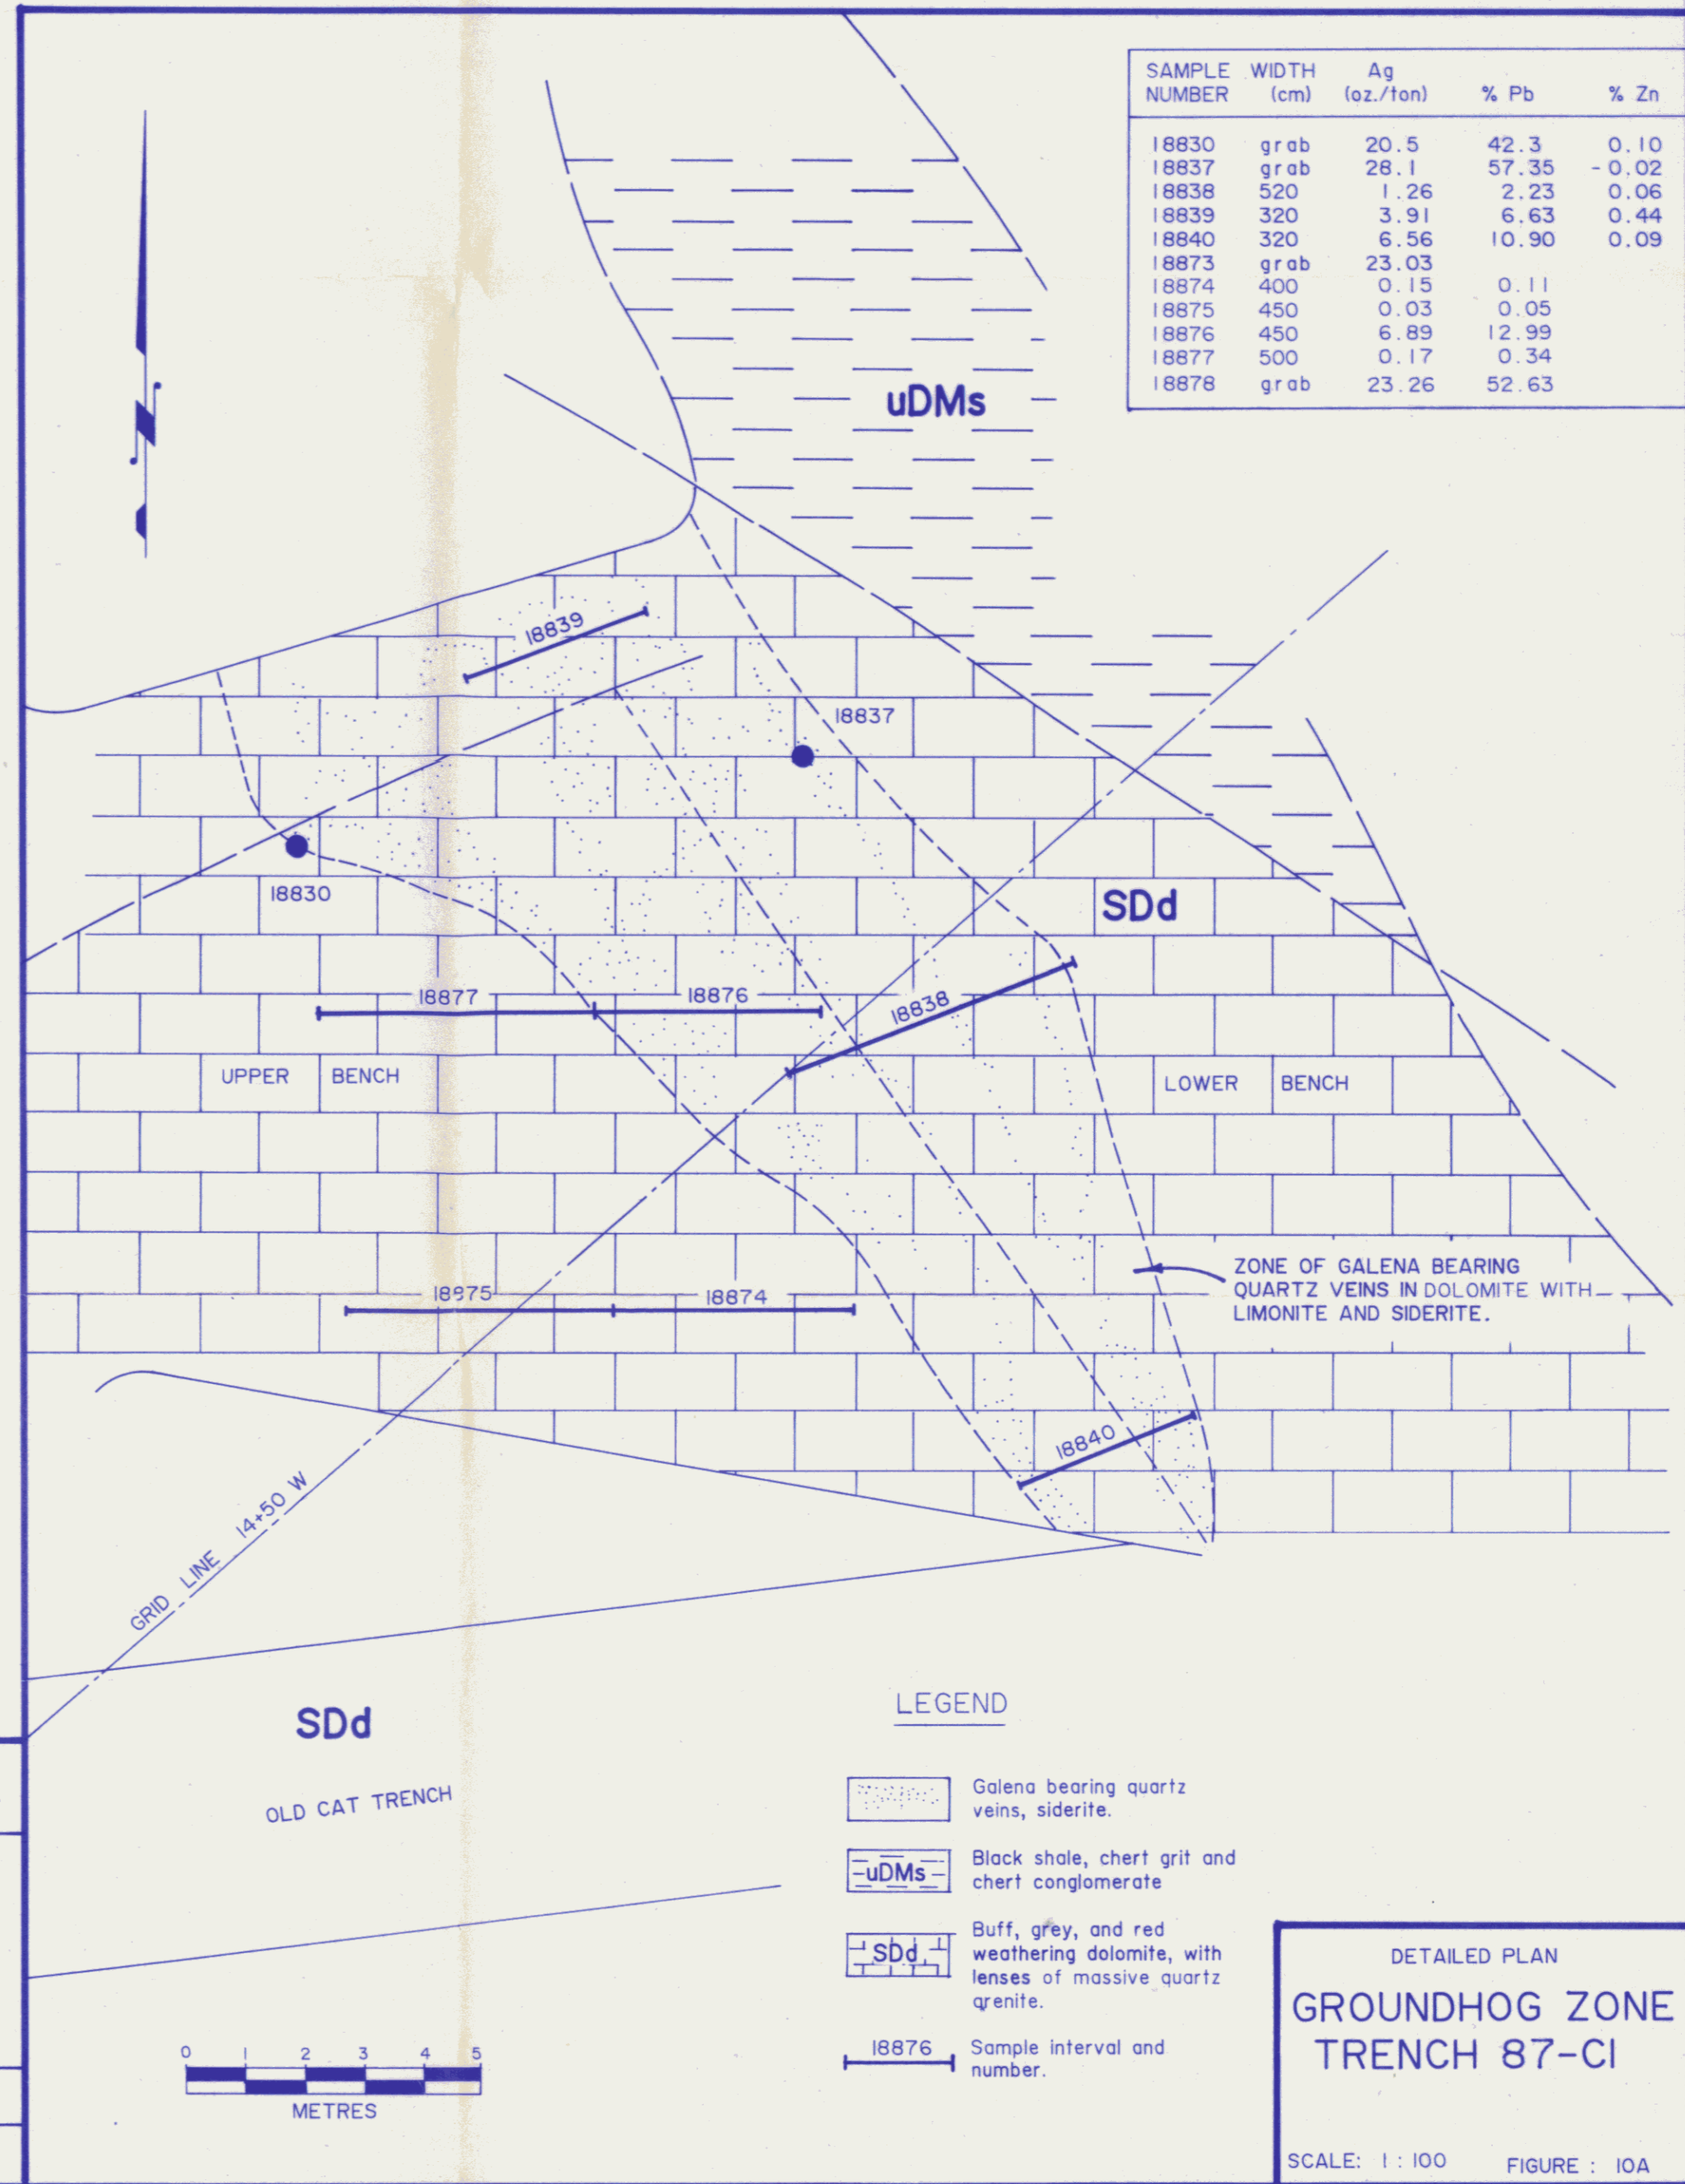 SAMPLE WIDTH Ag
NUMBER (cm) (oz./ton) % Pb % Zn
18830 grab 20.5 42.3 0.10
18837 grab 28.1 57.35 -0.02
18838 520 1.26 2.23 0.06
18839 320 3.91 6.63 0.44
18840 320 6.56 10.90 0.09
18873 grab 23.03
18874 400 0.15 0.11
18875 450 0.03 0.05
18876 450 6.89 12.99
18877 500 0.17 0.34
18878 grab 23.26 52.63
N
uDMs
18839
18837
18830
SDd
18877 18876 18838
UPPER BENCH
LOWER BENCH
ZONE OF GALENA BEARING
QUARTZ VEINS IN DOLOMITE WITH
LIMONITE AND SIDERITE.
18975 18874
18840
GRID LINE 14+50 W
SDd
OLD CAT TRENCH
LEGEND
Galena bearing quartz
veins, siderite.
uDMs
Black shale, chert grit and
chert conglomerate
SDd
Buff, grey, and red
weathering dolomite, with
lenses of massive quartz
qrenite.
18876
Sample interval and
number.
0 1 2 3 4 5
METRES
DETAILED PLAN
GROUNDHOG ZONE
TRENCH 87-C1
SCALE: 1 : 100 FIGURE : 10A